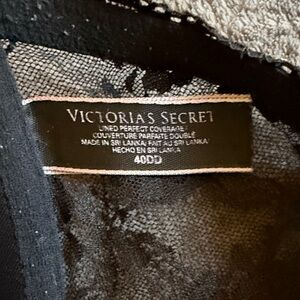 VICTORIA'S SECRET
LINED PERFECT COVERAGE
COUVERTURE PARFAITE DOUBLÉ
MADE IN SRI LANKA/ FAIT AU SRI LANKA/
HECHO EN SRI LANKA
40DD